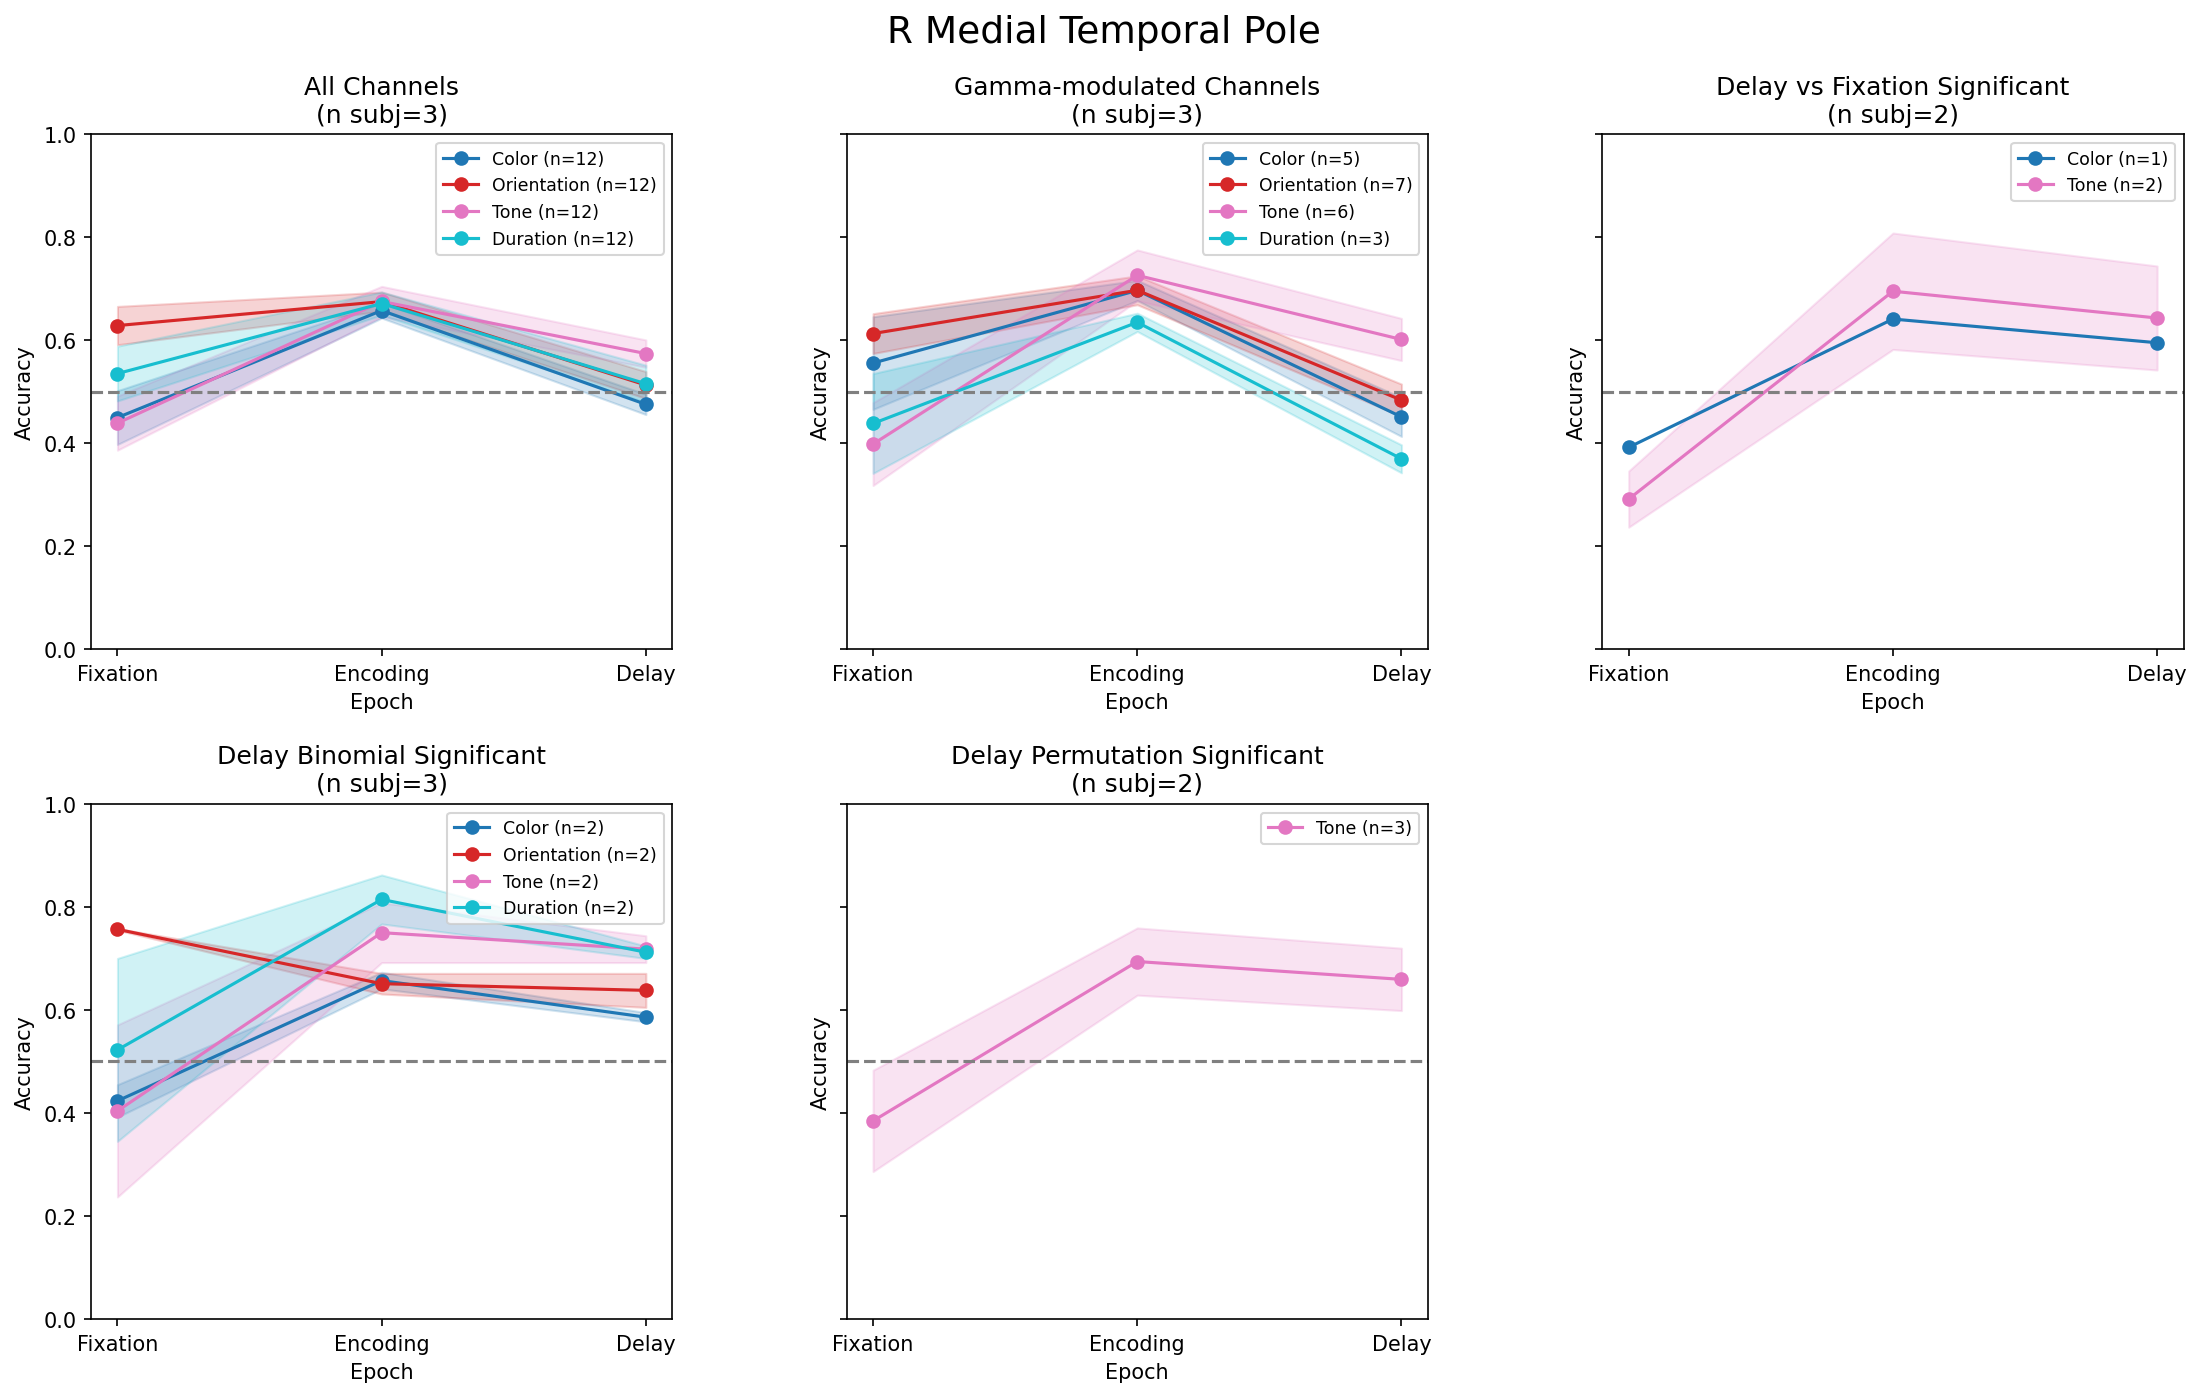 R Medial Temporal Pole
All Channels
(n subj=3)
1.0
0.8
0.6
0.4
0.2
0.0
Accuracy
Color (n=12)
Orientation (n=12)
Tone (n=12)
Duration (n=12)
Fixation Encoding Delay
Epoch
Gamma-modulated Channels
(n subj=3)
Accuracy
Color (n=5)
Orientation (n=7)
Tone (n=6)
Duration (n=3)
Fixation Encoding Delay
Epoch
Delay vs Fixation Significant
(n subj=2)
Accuracy
Color (n=1)
Tone (n=2)
Fixation Encoding Delay
Epoch
Delay Binomial Significant
(n subj=3)
1.0
0.8
0.6
0.4
0.2
0.0
Accuracy
Color (n=2)
Orientation (n=2)
Tone (n=2)
Duration (n=2)
Fixation Encoding Delay
Epoch
Delay Permutation Significant
(n subj=2)
Accuracy
Tone (n=3)
Fixation Encoding Delay
Epoch